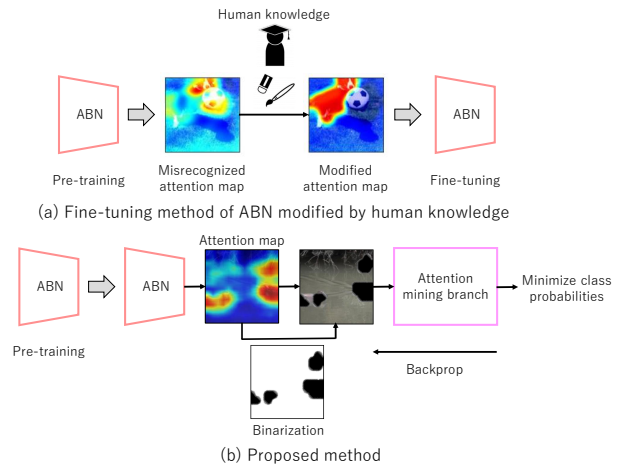 Human knowledge
ABN
ABN
Pre-training
Misrecognized
attention map
Modified
attention map
Fine-tuning
(a) Fine-tuning method of ABN modified by human knowledge
Attention map
ABN
ABN
Attention
mining branch
Minimize class
probabilities
Pre-training
Backprop
Binarization
(b) Proposed method